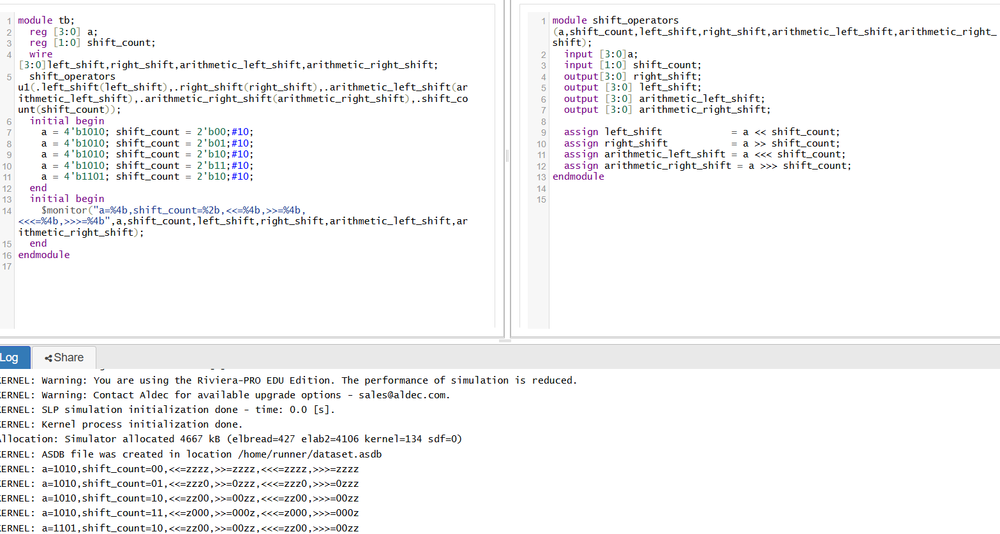 1 module tb;
2 reg [3:0] a;
3 reg [1:0] shift_count;
4 wire
[3:0]left_shift,right_shift,arithmetic_left_shift,arithmetic_right_shift;
5 shift_operators
u1(.left_shift(left_shift),.right_shift(right_shift),.arithmetic_left_shift(ar
ithmetic_left_shift),.arithmetic_right_shift(arithmetic_right_shift),.shift_co
unt(shift_count));
6 initial begin
7 a = 4'b1010; shift_count = 2'b00;#10;
8 a = 4'b1010; shift_count = 2'b01;#10;
9 a = 4'b1010; shift_count = 2'b10;#10;
10 a = 4'b1010; shift_count = 2'b11;#10;
11 a = 4'b1101; shift_count = 2'b10;#10;
12 end
13 initial begin
14 $monitor("a=%4b,shift_count=%2b,<<=%4b,>>=%4b,
<<<=%4b,>>>=%4b",a,shift_count,left_shift,right_shift,arithmetic_left_shift,ar
ithmetic_right_shift);
15 end
16 endmodule
17
1 module shift_operators
(a,shift_count,left_shift,right_shift,arithmetic_left_shift,arithmetic_right_
shift);
2 input [3:0]a;
3 input [1:0] shift_count;
4 output[3:0] right_shift;
5 output [3:0] left_shift;
6 output [3:0] arithmetic_left_shift;
7 output [3:0] arithmetic_right_shift;
8
9 assign left_shift = a << shift_count;
10 assign right_shift = a >> shift_count;
11 assign arithmetic_left_shift = a <<< shift_count;
12 assign arithmetic_right_shift = a >>> shift_count;
13 endmodule
14
15
Log Share
KERNEL: Warning: You are using the Riviera-PRO EDU Edition. The performance of simulation is reduced.
KERNEL: Warning: Contact Aldec for available upgrade options - sales@aldec.com.
KERNEL: SLP simulation initialization done - time: 0.0 [s].
KERNEL: Kernel process initialization done.
Allocation: Simulator allocated 4667 kB (elbread=427 elab2=4106 kernel=134 sdf=0)
KERNEL: ASDB file was created in location /home/runner/dataset.asdb
KERNEL: a=1010,shift_count=00,<<=zzzz,>>=zzzz,<<<=zzzz,>>>=zzzz
KERNEL: a=1010,shift_count=01,<<=zzz0,>>=0zzz,<<<=zzz0,>>>=0zzz
KERNEL: a=1010,shift_count=10,<<=zz00,>>=00zz,<<<=zz00,>>>=00zz
KERNEL: a=1010,shift_count=11,<<=z000,>>=000z,<<<=z000,>>>=000z
KERNEL: a=1101,shift_count=10,<<=zz00,>>=00zz,<<<=zz00,>>>=00zz